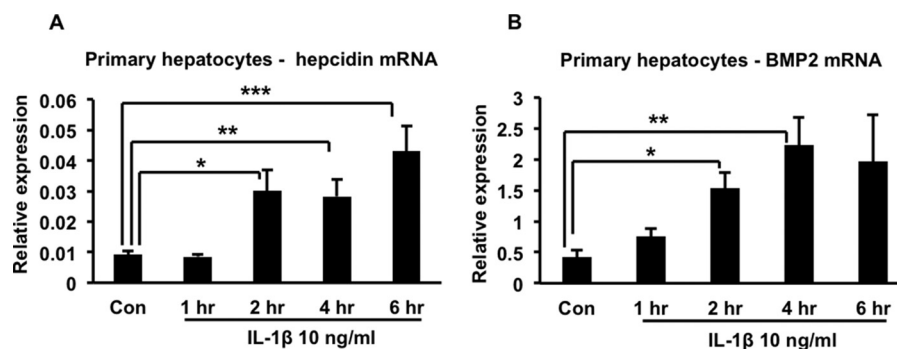 A
Primary hepatocytes - hepcidin mRNA
Relative expression
0.06
0.05
0.04
0.03
0.02
0.01
0
***
**
*
Con 1 hr 2 hr 4 hr 6 hr
IL-1β 10 ng/ml
B
Primary hepatocytes - BMP2 mRNA
Relative expression
3
2.5
2
1.5
1
0.5
0
**
*
Con 1 hr 2 hr 4 hr 6 hr
IL-1β 10 ng/ml